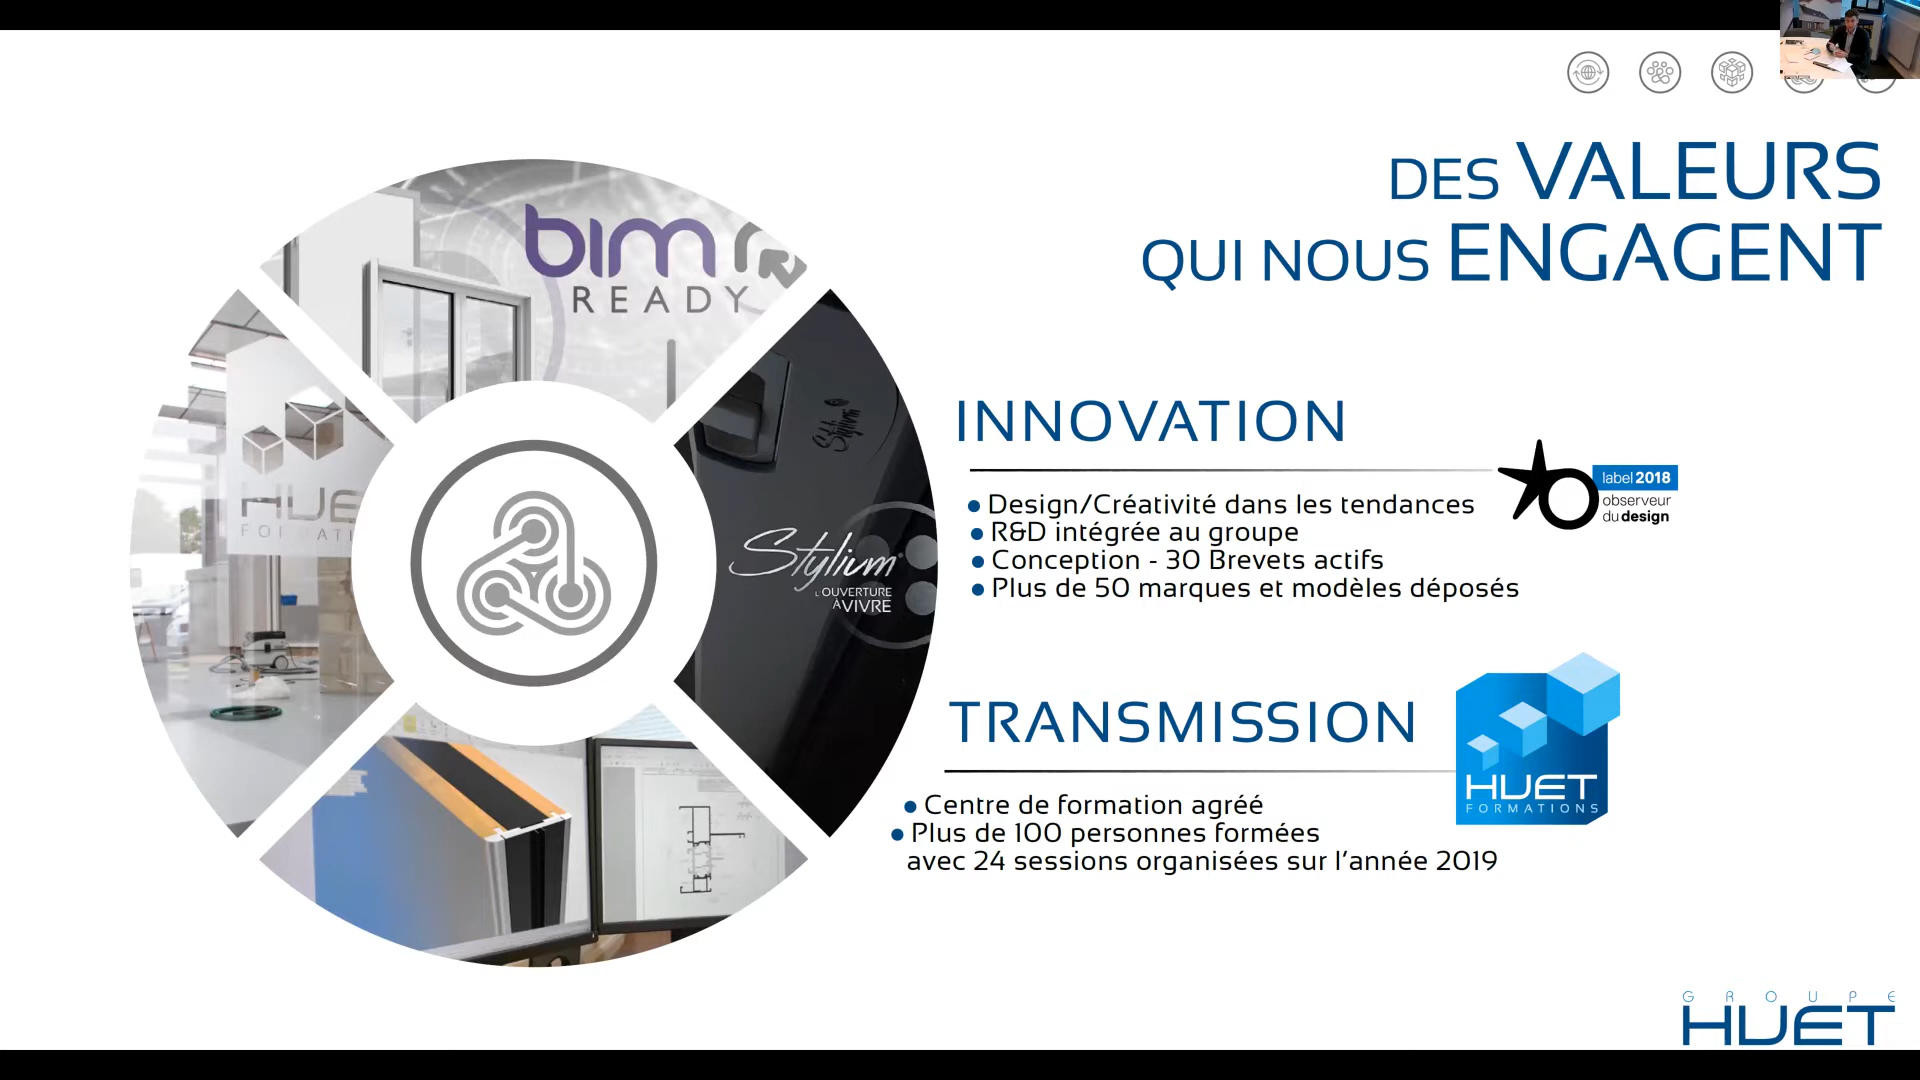 DES VALEURS
QUI NOUS ENGAGENT
bim
READY
HUET
Stylium
Stylium
L'OUVERTURE
À VIVRE
INNOVATION
label 2018
observeur
du design
● Design/Créativité dans les tendances
● R&D intégrée au groupe
● Conception - 30 Brevets actifs
● Plus de 50 marques et modèles déposés
TRANSMISSION
HUET
FORMATIONS
● Centre de formation agréé
● Plus de 100 personnes formées
avec 24 sessions organisées sur l'année 2019
GROUPE
HUET